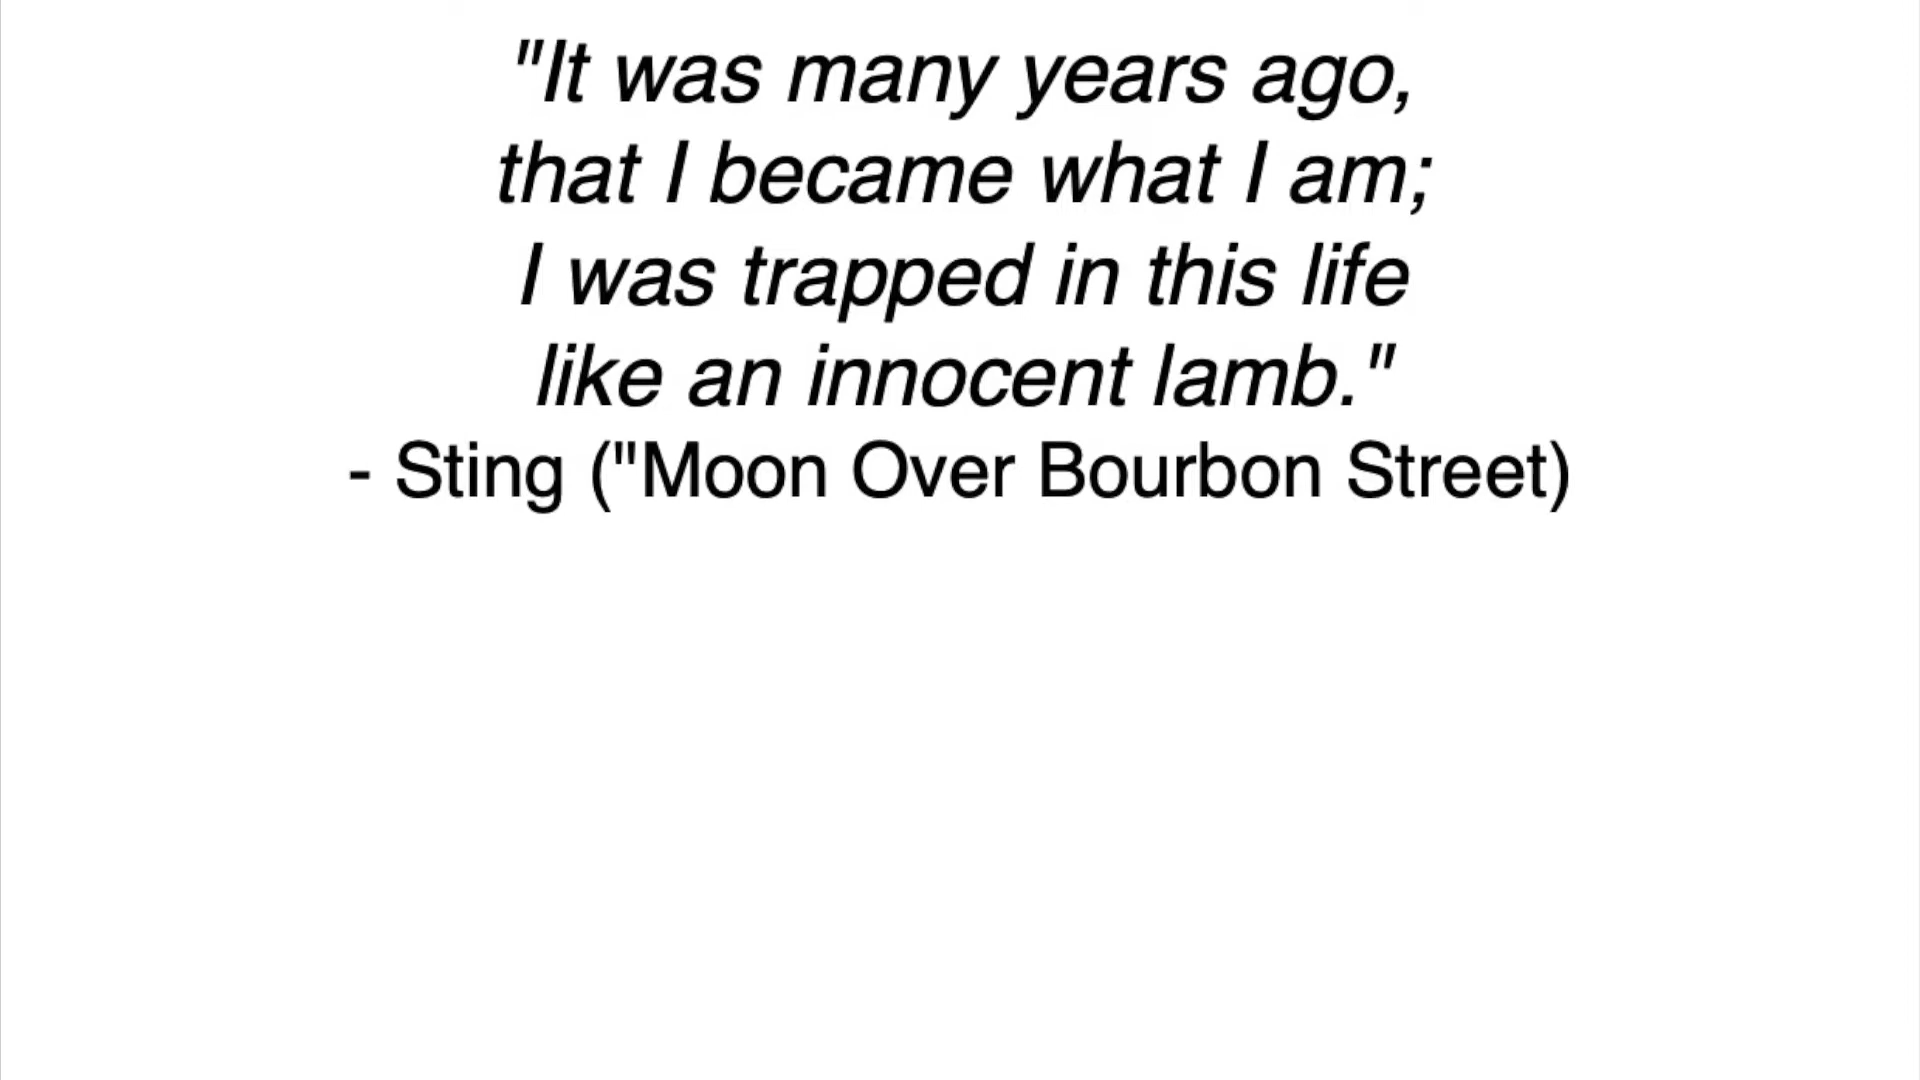 "It was many years ago,
that I became what I am;
I was trapped in this life
like an innocent lamb."
- Sting ("Moon Over Bourbon Street)